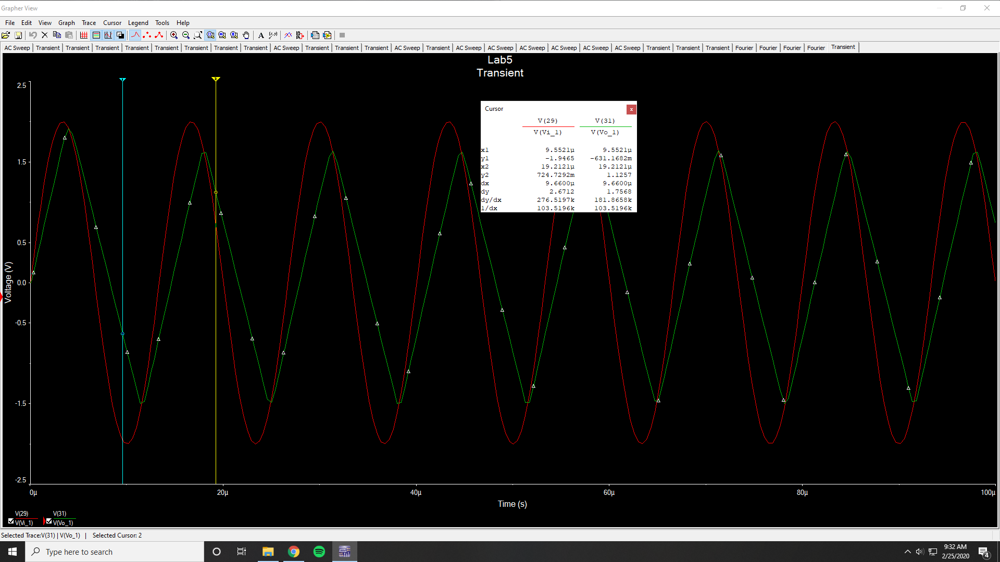 Grapher View
File Edit View Graph Trace Cursor Legend Tools Help
AC Sweep Transient Transient Transient Transient Transient Transient Transient Transient AC Sweep Transient Transient Transient AC Sweep Transient AC Sweep AC Sweep AC Sweep AC Sweep AC Sweep AC Sweep Transient Transient Transient Fourier Fourier Fourier Fourier Transient
Lab5
Transient
1
2
2.5
1.5
0.5
0.0
-0.5
-1.5
-2.5
Voltage (V)
Cursor x
V(29) V(31)
V(Vi_1) V(Vo_1)
x1 9.5521µ 9.5521µ
y1 -1.9465 -631.1682m
x2 19.2121µ 19.2121µ
y2 724.7292m 1.1257
dx 9.6600µ 9.6600µ
dy 2.6712 1.7568
dy/dx 276.5197k 181.8658k
1/dx 103.5196k 103.5196k
0µ 20µ 40µ 60µ 80µ 100µ
Time (s)
V(29) V(31)
V(Vi_1) V(Vo_1)
Selected Trace:V(31) | V(Vo_1) | Selected Cursor: 2
Type here to search
9:32 AM
2/25/2020
4